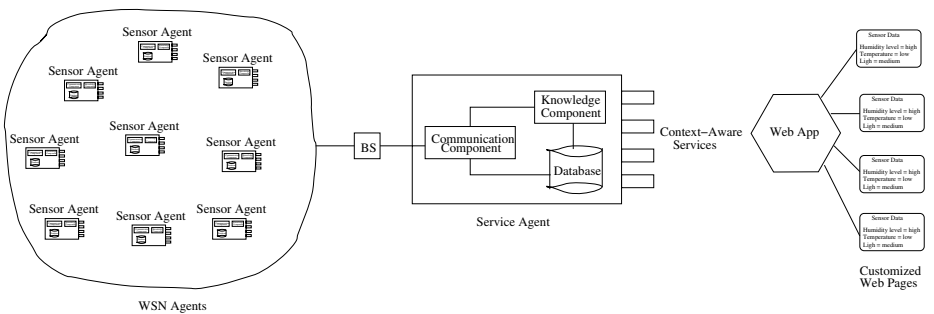 Sensor Agent
Sensor Agent
Sensor Agent
Sensor Agent
Sensor Agent
Sensor Agent
Sensor Agent
Sensor Agent
Sensor Agent
WSN Agents
BS
Communication
Component
Knowledge
Component
Database
Service Agent
Context-Aware
Services
Web App
Sensor Data
Humidity level = high
Temperature = low
Ligh = medium
Sensor Data
Humidity level = high
Temperature = low
Ligh = medium
Sensor Data
Humidity level = high
Temperature = low
Ligh = medium
Sensor Data
Humidity level = high
Temperature = low
Ligh = medium
Customized
Web Pages